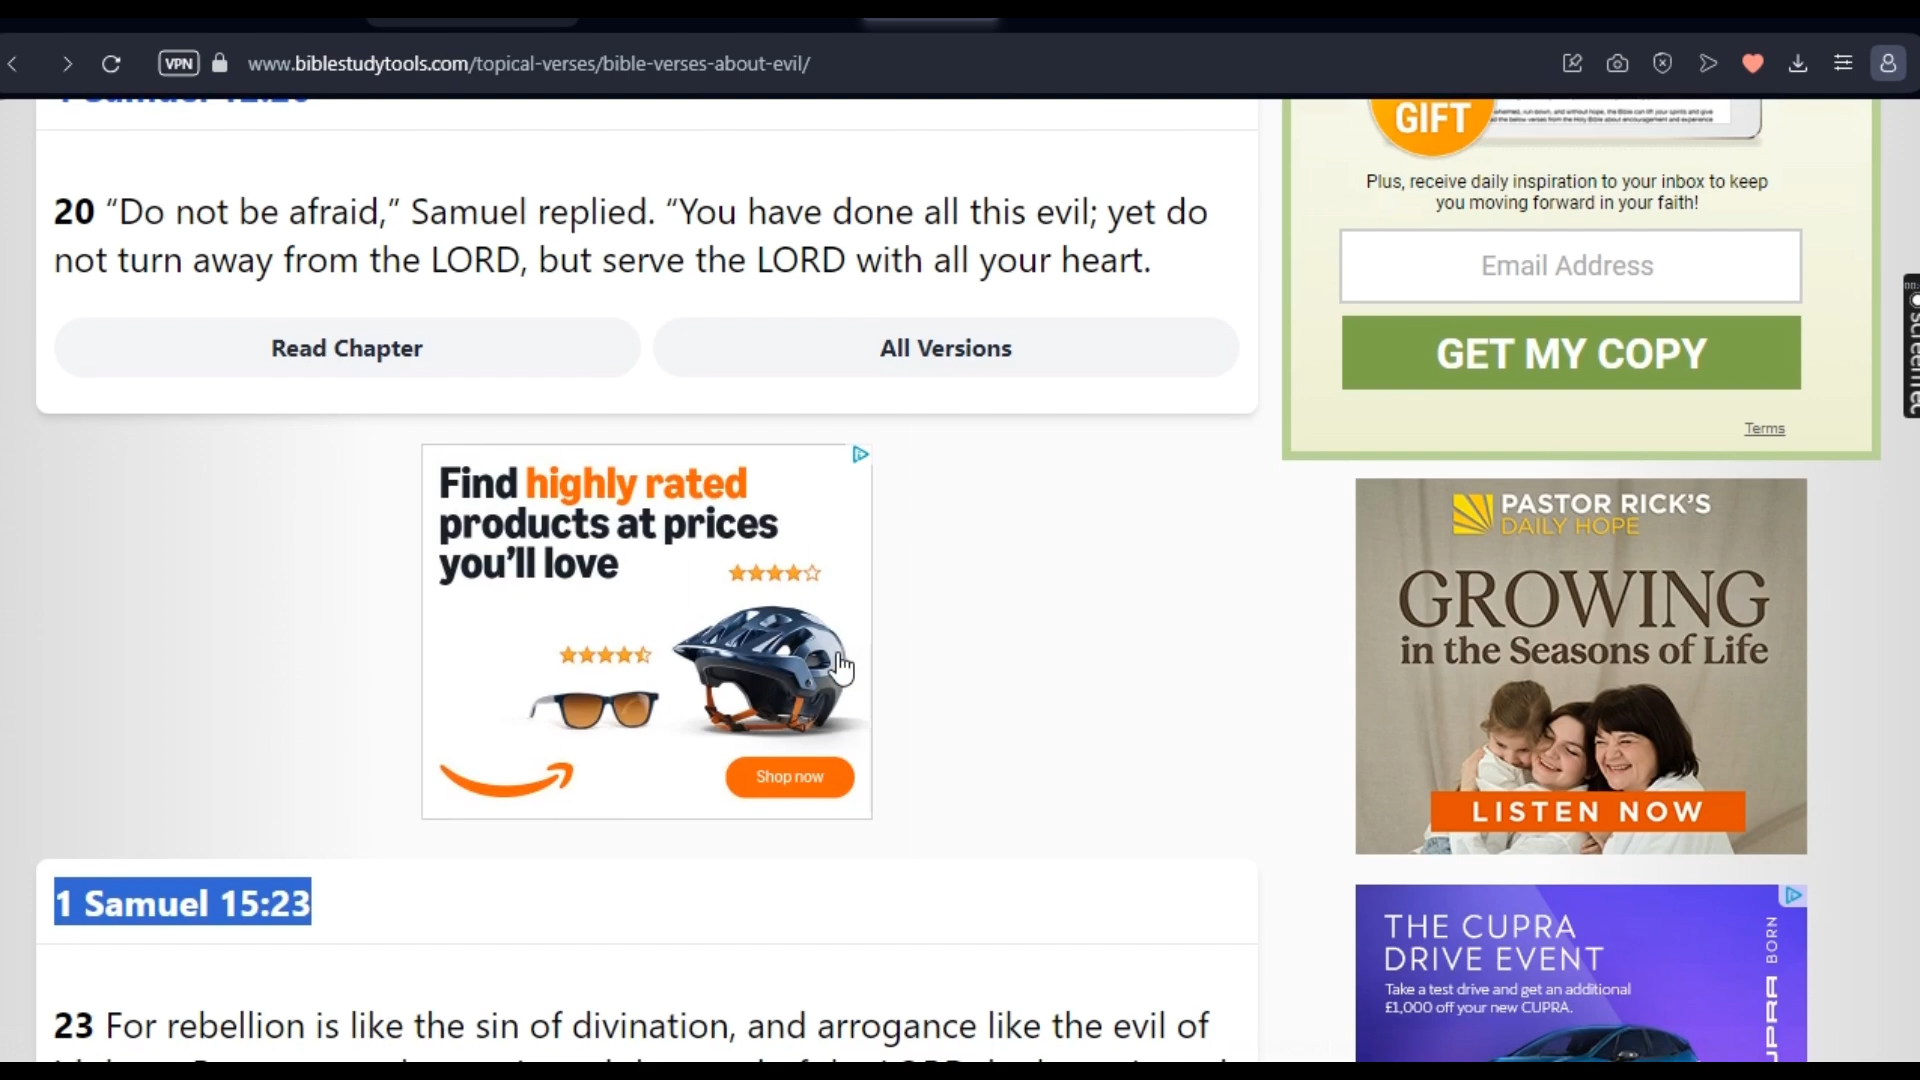 VPN
www.biblestudytools.com/topical-verses/bible-verses-about-evil/
20 “Do not be afraid,” Samuel replied. “You have done all this evil; yet do
not turn away from the LORD, but serve the LORD with all your heart.
Read Chapter
All Versions
Find highly rated
products at prices
you’ll love
Shop now
1 Samuel 15:23
23 For rebellion is like the sin of divination, and arrogance like the evil of
GIFT
Plus, receive daily inspiration to your inbox to keep
you moving forward in your faith!
Email Address
GET MY COPY
Terms
PASTOR RICK'S
DAILY HOPE
GROWING
in the Seasons of Life
LISTEN NOW
THE CUPRA
DRIVE EVENT
Take a test drive and get an additional
£1,000 off your new CUPRA.
BORN